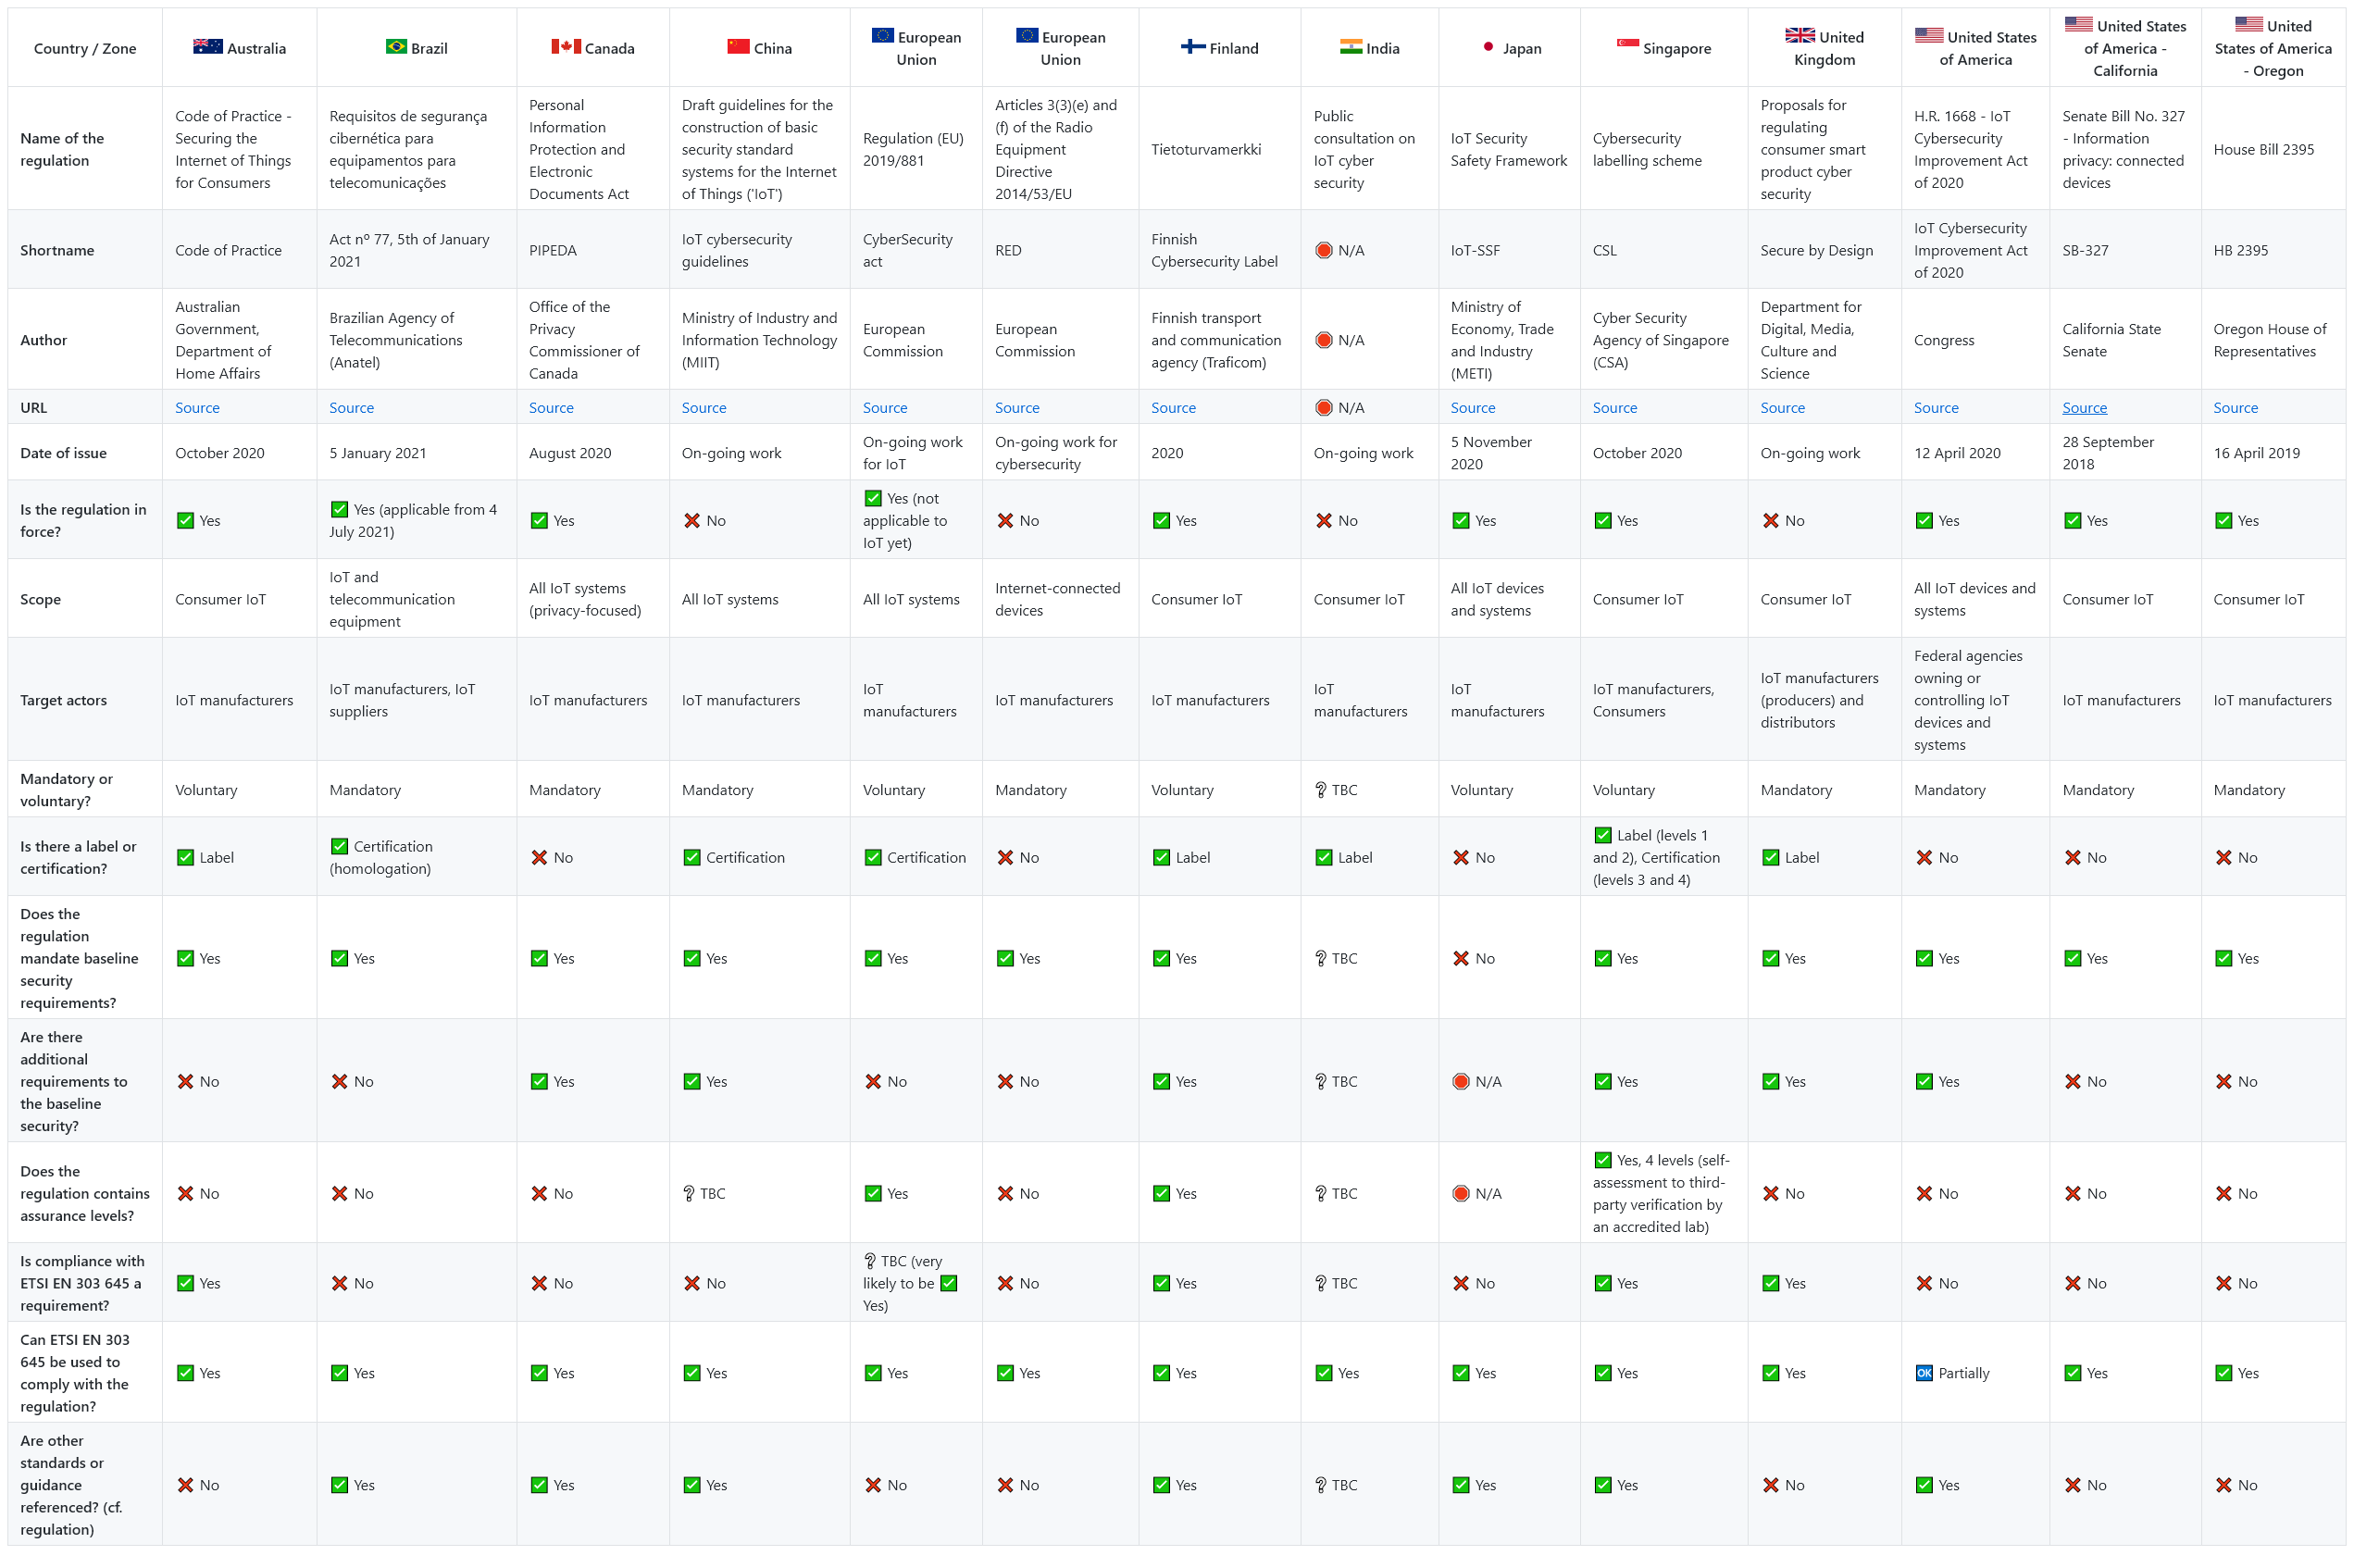 Country / Zone
Australia
Brazil
Canada
China
European
Union
European
Union
Finland
India
Japan
Singapore
United
Kingdom
United States
of America
United States
of America -
California
United
States of America
- Oregon
Name of the
regulation
Code of Practice -
Securing the
Internet of Things
for Consumers
Requisitos de segurança
cibernética para
equipamentos para
telecomunicações
Personal
Information
Protection and
Electronic
Documents Act
Draft guidelines for the
construction of basic
security standard
systems for the Internet
of Things ('IoT')
Regulation (EU)
2019/881
Articles 3(3)(e) and
(f) of the Radio
Equipment
Directive
2014/53/EU
Tietoturvamerkki
Public
consultation on
IoT cyber
security
IoT Security
Safety Framework
Cybersecurity
labelling scheme
Proposals for
regulating
consumer smart
product cyber
security
H.R. 1668 - IoT
Cybersecurity
Improvement Act
of 2020
Senate Bill No. 327
- Information
privacy: connected
devices
House Bill 2395
Shortname
Code of Practice
Act nº 77, 5th of January
2021
PIPEDA
IoT cybersecurity
guidelines
CyberSecurity
act
RED
Finnish
Cybersecurity Label
N/A
IoT-SSF
CSL
Secure by Design
IoT Cybersecurity
Improvement Act
of 2020
SB-327
HB 2395
Author
Australian
Government,
Department of
Home Affairs
Brazilian Agency of
Telecommunications
(Anatel)
Office of the
Privacy
Commissioner of
Canada
Ministry of Industry and
Information Technology
(MIIT)
European
Commission
European
Commission
Finnish transport
and communication
agency (Traficom)
N/A
Ministry of
Economy, Trade
and Industry
(METI)
Cyber Security
Agency of Singapore
(CSA)
Department for
Digital, Media,
Culture and
Science
Congress
California State
Senate
Oregon House of
Representatives
URL
Source
Source
Source
Source
Source
Source
Source
N/A
Source
Source
Source
Source
Source
Source
Date of issue
October 2020
5 January 2021
August 2020
On-going work
On-going work
for IoT
On-going work for
cybersecurity
2020
On-going work
5 November
2020
October 2020
On-going work
12 April 2020
28 September
2018
16 April 2019
Is the regulation in
force?
✅ Yes
✅ Yes (applicable from 4
July 2021)
✅ Yes
❌ No
✅ Yes (not
applicable to
IoT yet)
❌ No
✅ Yes
❌ No
✅ Yes
✅ Yes
❌ No
✅ Yes
✅ Yes
✅ Yes
Scope
Consumer IoT
IoT and
telecommunication
equipment
All IoT systems
(privacy-focused)
All IoT systems
All IoT systems
Internet-connected
devices
Consumer IoT
Consumer IoT
All IoT devices
and systems
Consumer IoT
Consumer IoT
All IoT devices and
systems
Consumer IoT
Consumer IoT
Target actors
IoT manufacturers
IoT manufacturers, IoT
suppliers
IoT manufacturers
IoT manufacturers
IoT
manufacturers
IoT manufacturers
IoT manufacturers
IoT
manufacturers
IoT
manufacturers
IoT manufacturers,
Consumers
IoT manufacturers
(producers) and
distributors
Federal agencies
owning or
controlling IoT
devices and
systems
IoT manufacturers
IoT manufacturers
Mandatory or
voluntary?
Voluntary
Mandatory
Mandatory
Mandatory
Voluntary
Mandatory
Voluntary
❔ TBC
Voluntary
Voluntary
Mandatory
Mandatory
Mandatory
Mandatory
Is there a label or
certification?
✅ Label
✅ Certification
(homologation)
❌ No
✅ Certification
✅ Certification
❌ No
✅ Label
✅ Label
❌ No
✅ Label (levels 1
and 2), Certification
(levels 3 and 4)
✅ Label
❌ No
❌ No
❌ No
Does the
regulation
mandate baseline
security
requirements?
✅ Yes
✅ Yes
✅ Yes
✅ Yes
✅ Yes
✅ Yes
✅ Yes
❔ TBC
❌ No
✅ Yes
✅ Yes
✅ Yes
✅ Yes
✅ Yes
Are there
additional
requirements to
the baseline
security?
❌ No
❌ No
✅ Yes
✅ Yes
❌ No
❌ No
✅ Yes
❔ TBC
N/A
✅ Yes
✅ Yes
✅ Yes
❌ No
❌ No
Does the
regulation contains
assurance levels?
❌ No
❌ No
❌ No
❔ TBC
✅ Yes
❌ No
✅ Yes
❔ TBC
N/A
✅ Yes, 4 levels (self-
assessment to third-
party verification by
an accredited lab)
❌ No
❌ No
❌ No
❌ No
Is compliance with
ETSI EN 303 645 a
requirement?
✅ Yes
❌ No
❌ No
❌ No
❔ TBC (very
likely to be ✅
Yes)
❌ No
✅ Yes
❔ TBC
❌ No
✅ Yes
✅ Yes
❌ No
❌ No
❌ No
Can ETSI EN 303
645 be used to
comply with the
regulation?
✅ Yes
✅ Yes
✅ Yes
✅ Yes
✅ Yes
✅ Yes
✅ Yes
✅ Yes
✅ Yes
✅ Yes
✅ Yes
🆗 Partially
✅ Yes
✅ Yes
Are other
standards or
guidance
referenced? (cf.
regulation)
❌ No
✅ Yes
✅ Yes
✅ Yes
❌ No
❌ No
✅ Yes
❔ TBC
✅ Yes
✅ Yes
❌ No
✅ Yes
❌ No
❌ No